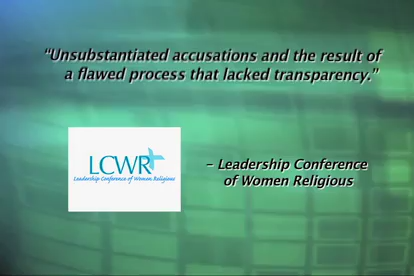 “Unsubstantiated accusations and the result of
a flawed process that lacked transparency.”
LCWR
Leadership Conference of Women Religious
– Leadership Conference
of Women Religious